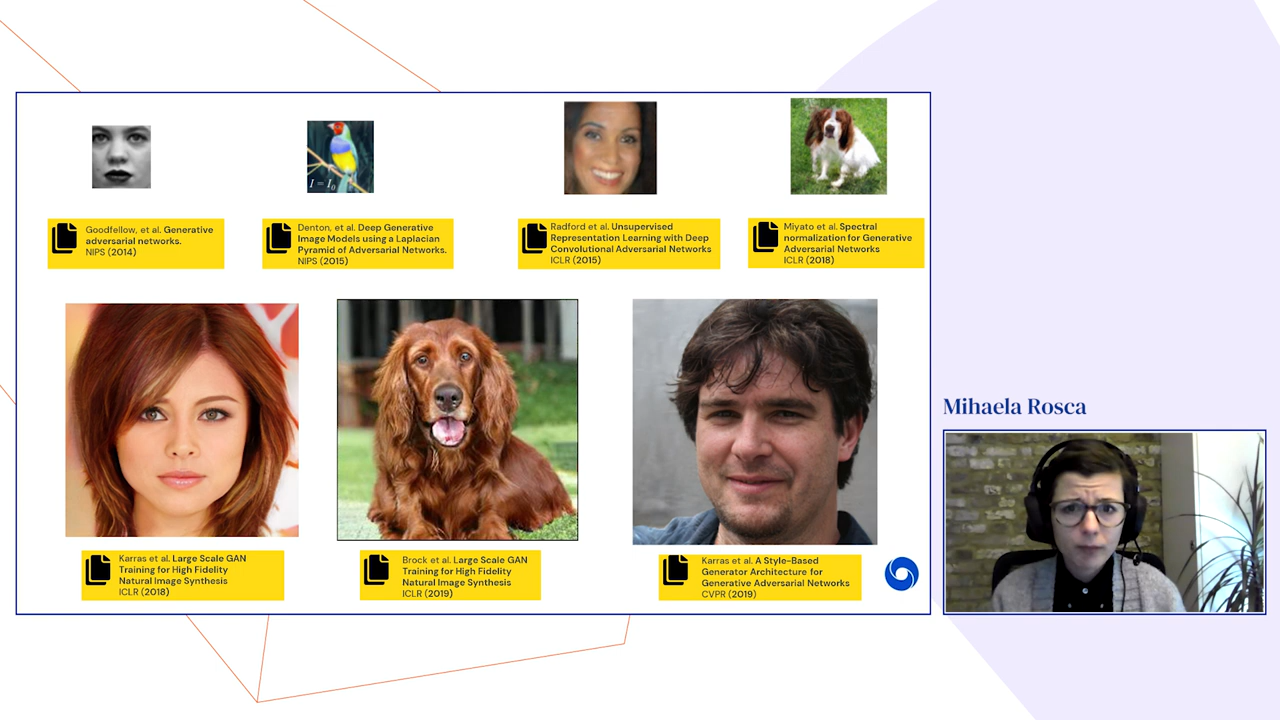 I = I₀
Goodfellow, et al. Generative
adversarial networks.
NIPS (2014)
Denton, et al. Deep Generative
Image Models using a Laplacian
Pyramid of Adversarial Networks.
NIPS (2015)
Radford et al. Unsupervised
Representation Learning with Deep
Convolutional Adversarial Networks
ICLR (2015)
Miyato et al. Spectral
normalization for Generative
Adversarial Networks
ICLR (2018)
Karras et al. Large Scale GAN
Training for High Fidelity
Natural Image Synthesis
ICLR (2018)
Brock et al. Large Scale GAN
Training for High Fidelity
Natural Image Synthesis
ICLR (2019)
Karras et al. A Style-Based
Generator Architecture for
Generative Adversarial Networks
CVPR (2019)
Mihaela Rosca